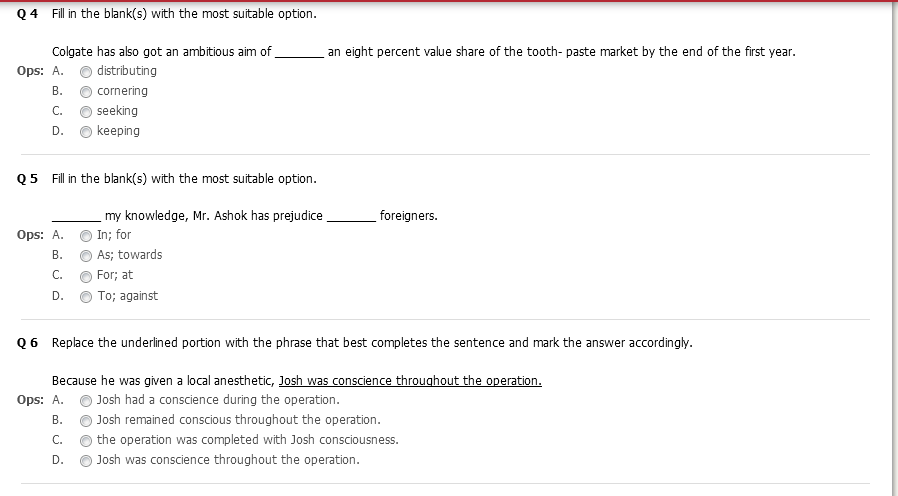 Q 4 Fill in the blank(s) with the most suitable option.
Colgate has also got an ambitious aim of _______ an eight percent value share of the tooth- paste market by the end of the first year.
Ops: A. distributing
B. cornering
C. seeking
D. keeping
Q 5 Fill in the blank(s) with the most suitable option.
_______ my knowledge, Mr. Ashok has prejudice _______ foreigners.
Ops: A. In; for
B. As; towards
C. For; at
D. To; against
Q 6 Replace the underlined portion with the phrase that best completes the sentence and mark the answer accordingly.
Because he was given a local anesthetic, Josh was conscience throughout the operation.
Ops: A. Josh had a conscience during the operation.
B. Josh remained conscious throughout the operation.
C. the operation was completed with Josh consciousness.
D. Josh was conscience throughout the operation.